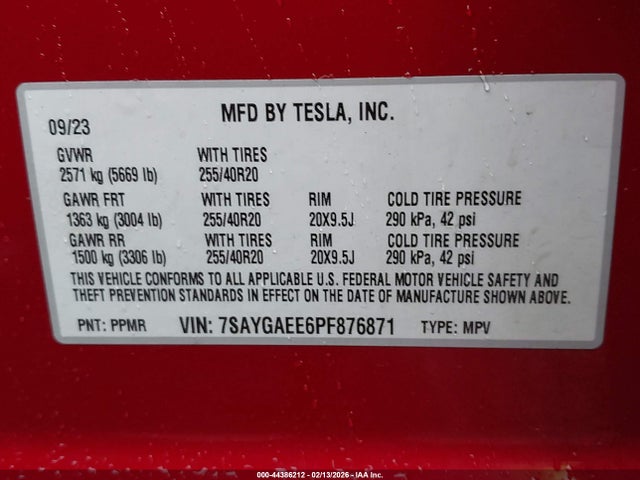 MFD BY TESLA, INC.
09/23
GVWR WITH TIRES
2571 kg (5669 lb) 255/40R20
GAWR FRT WITH TIRES RIM COLD TIRE PRESSURE
1363 kg (3004 lb) 255/40R20 20X9.5J 290 kPa, 42 psi
GAWR RR WITH TIRES RIM COLD TIRE PRESSURE
1500 kg (3306 lb) 255/40R20 20X9.5J 290 kPa, 42 psi
THIS VEHICLE CONFORMS TO ALL APPLICABLE U.S. FEDERAL MOTOR VEHICLE SAFETY AND
THEFT PREVENTION STANDARDS IN EFFECT ON THE DATE OF MANUFACTURE SHOWN ABOVE.
PNT: PPMR VIN: 7SAYGAEE6PF876871 TYPE: MPV
000-44386212 - 02/13/2026 - IAA Inc.